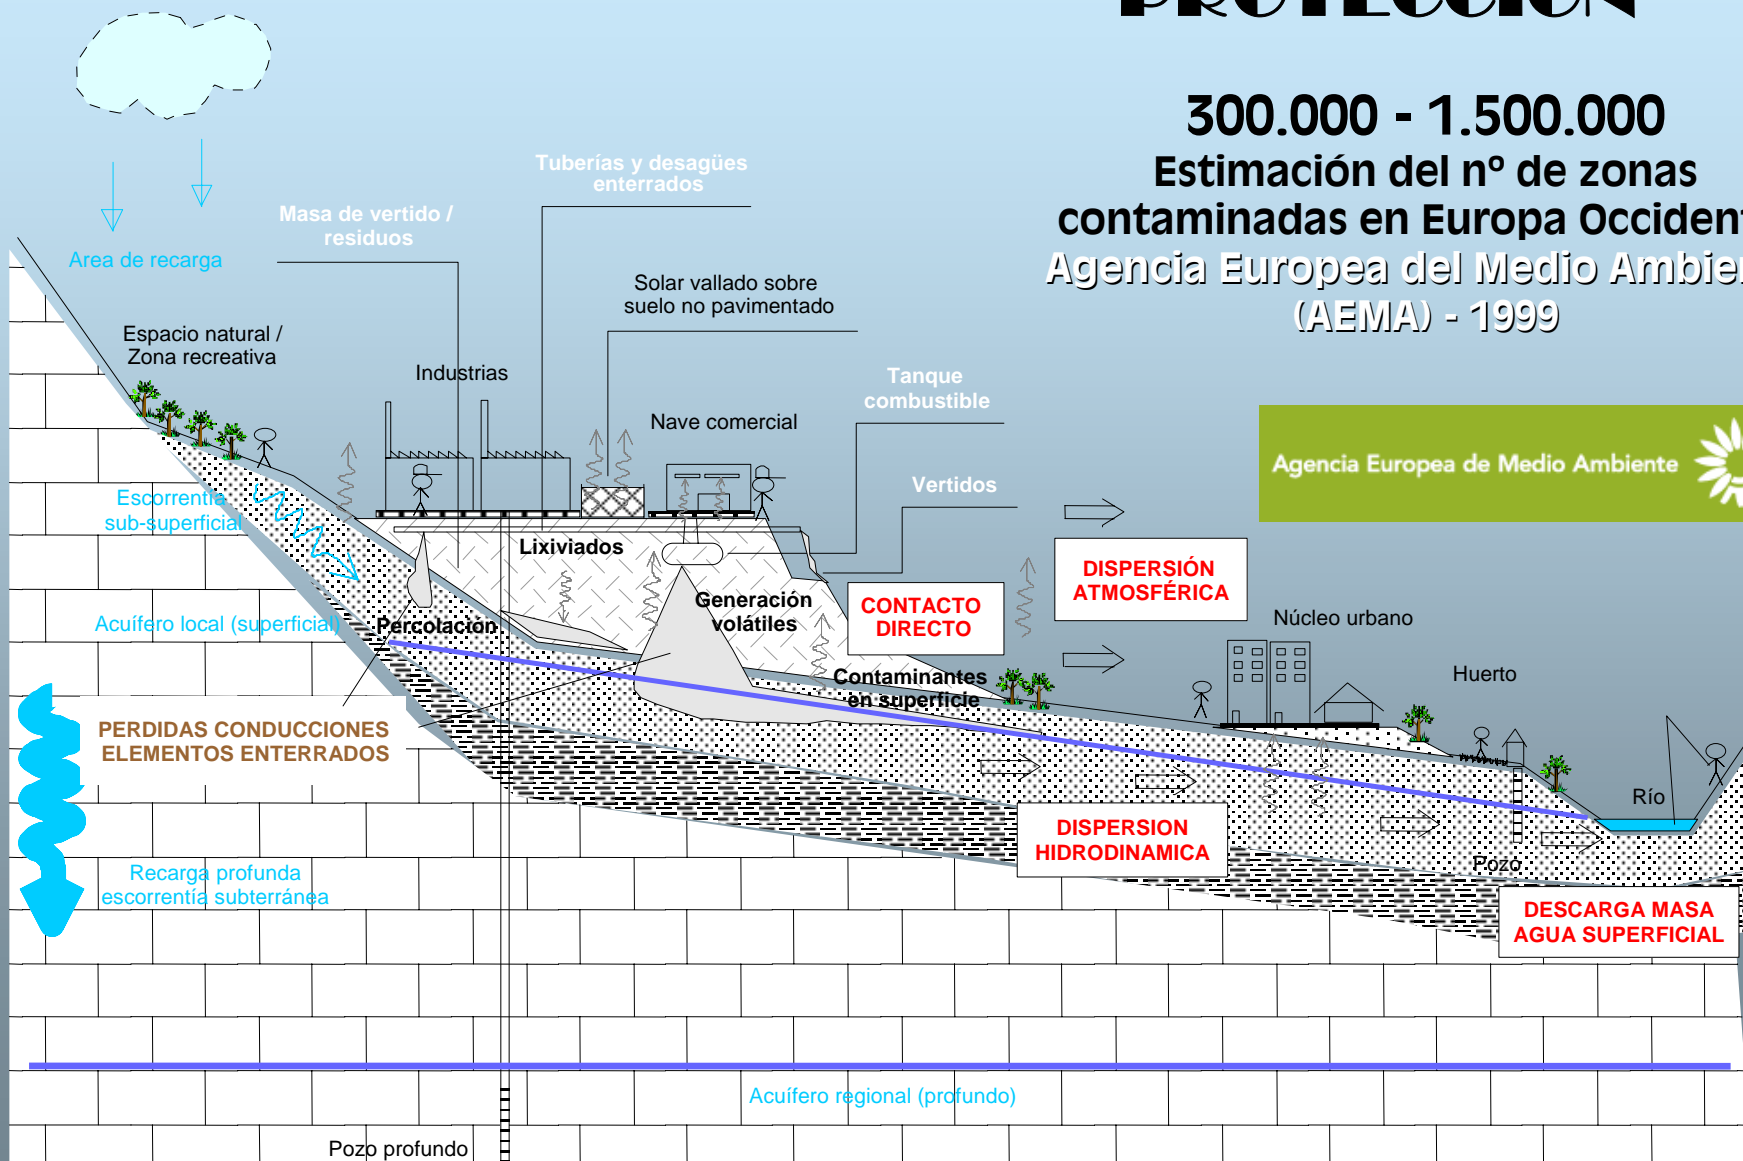 PROTECCIÓN
300.000 - 1.500.000
Estimación del nº de zonas
contaminadas en Europa Occident
Agencia Europea del Medio Ambien
(AEMA) - 1999
Tuberías y desagües
enterrados
Masa de vertido /
residuos
Area de recarga
Solar vallado sobre
suelo no pavimentado
Espacio natural /
Zona recreativa
Industrias
Tanque
combustible
Nave comercial
Agencia Europea de Medio Ambiente
Vertidos
Escorrentía
sub-superficial
Lixiviados
DISPERSIÓN
ATMOSFÉRICA
Generación
volátiles
CONTACTO
DIRECTO
Núcleo urbano
Acuífero local (superficial)
Percolación
Contaminantes
en superficie
Huerto
PERDIDAS CONDUCCIONES
ELEMENTOS ENTERRADOS
Río
DISPERSION
HIDRODINAMICA
Pozo
Recarga profunda
escorrentía subterránea
DESCARGA MASA
AGUA SUPERFICIAL
Acuífero regional (profundo)
Pozo profundo